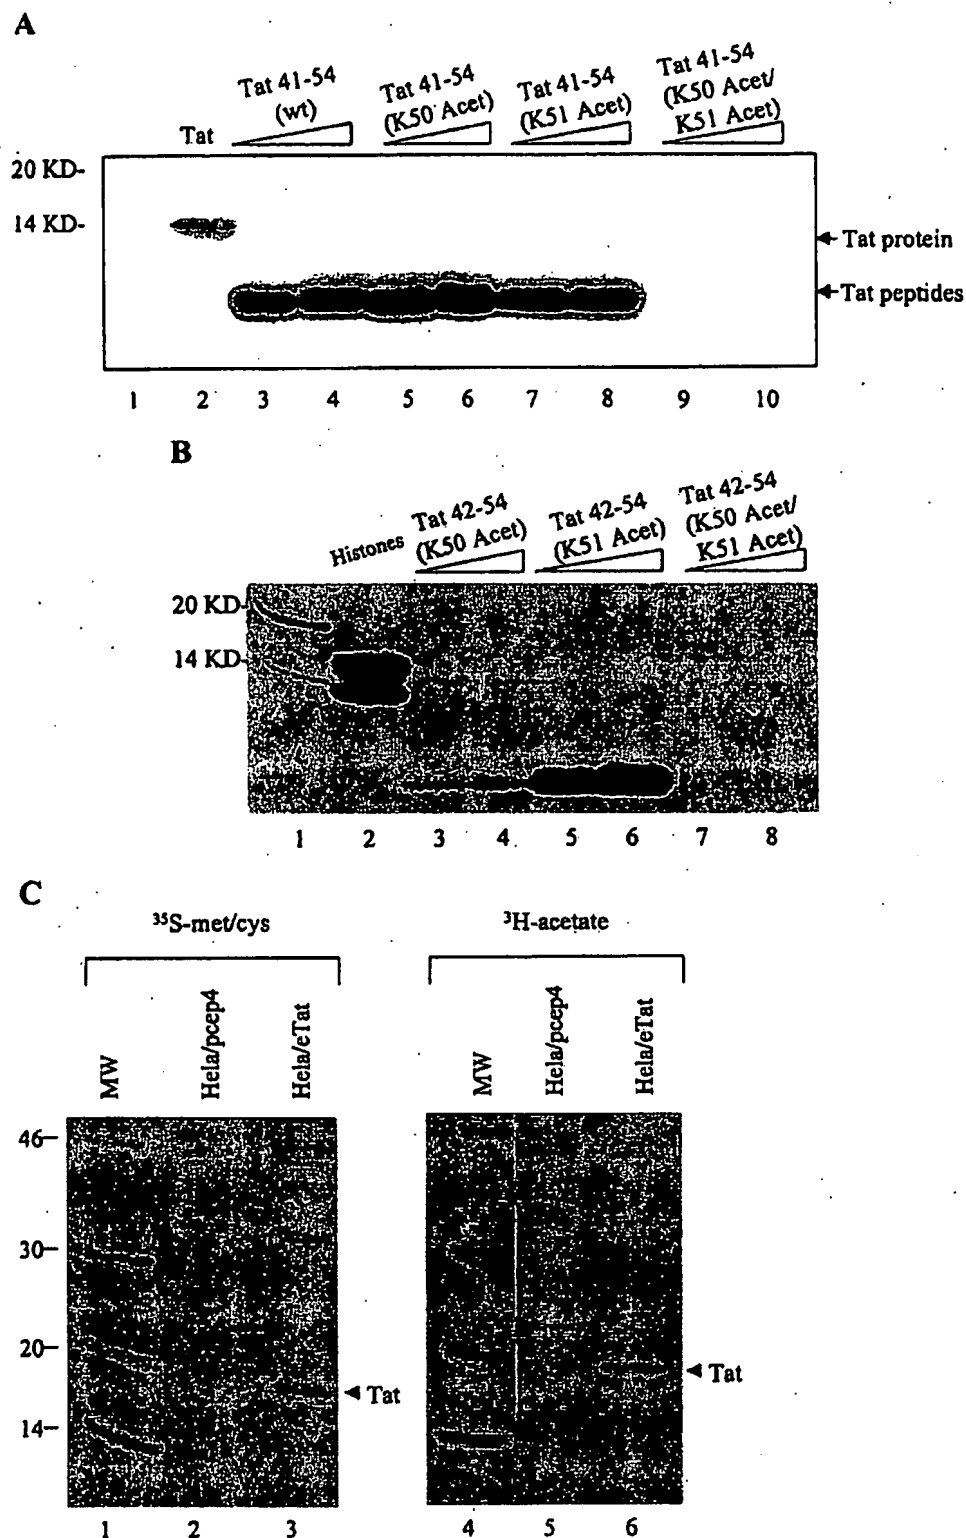 A
Tat 41-54
(wt)
Tat 41-54
(K50 Acet)
Tat 41-54
(K51 Acet)
Tat 41-54
(K50 Acet/
K51 Acet)
Tat
20 KD-
14 KD-
Tat protein
Tat peptides
1 2 3 4 5 6 7 8 9 10
B
Histones
Tat 42-54
(K50 Acet)
Tat 42-54
(K51 Acet)
Tat 42-54
(K50 Acet/
K51 Acet)
20 KD-
14 KD-
1 2 3 4 5 6 7 8
C
³⁵S-met/cys
³H-acetate
MW
Hela/pcep4
Hela/eTat
MW
Hela/pcep4
Hela/eTat
46-
30-
20-
14-
Tat
Tat
1 2 3 4 5 6